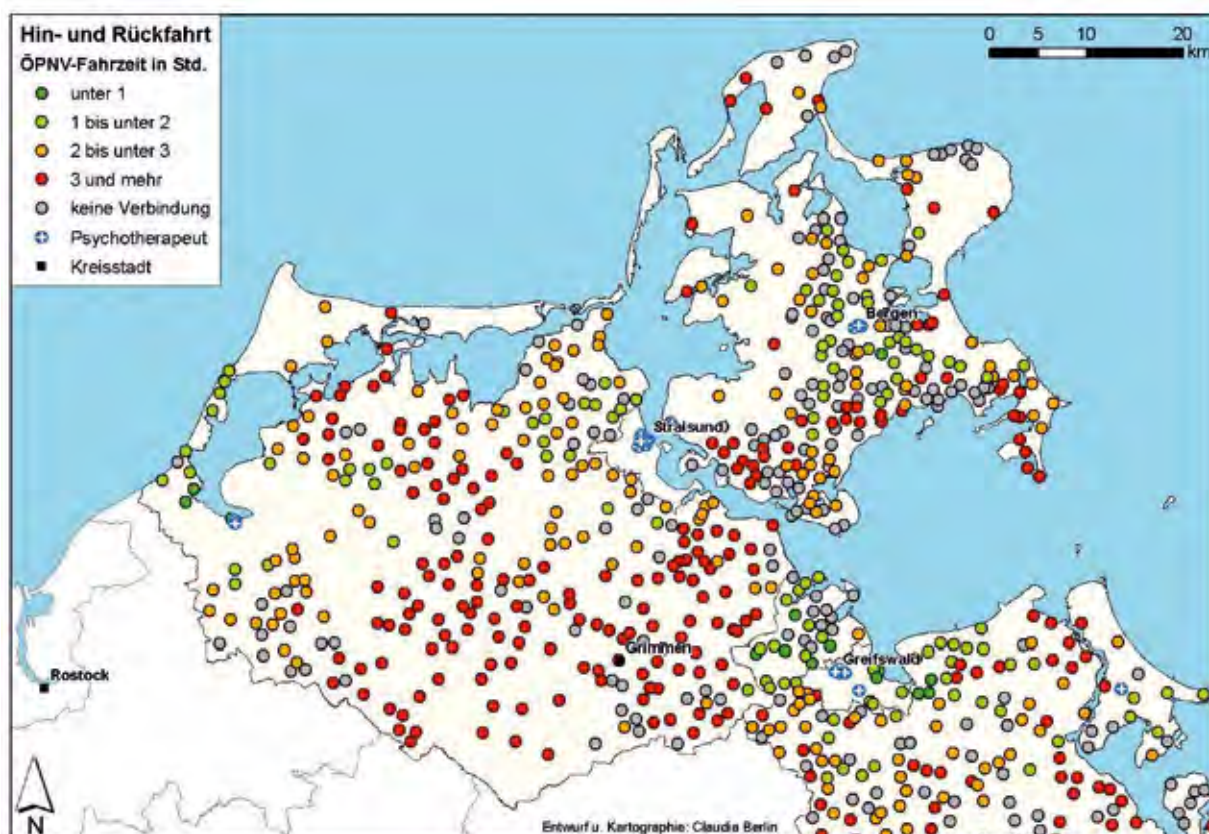 Hin- und Rückfahrt
ÖPNV-Fahrzeit in Std.
unter 1
1 bis unter 2
2 bis unter 3
3 und mehr
keine Verbindung
Psychotherapeut
Kreisstadt
0 5 10 20
km
Bergen
Stralsund
Grimmen
Greifswald
Rostock
N
Entwurf u. Kartographie: Claudia Berlin